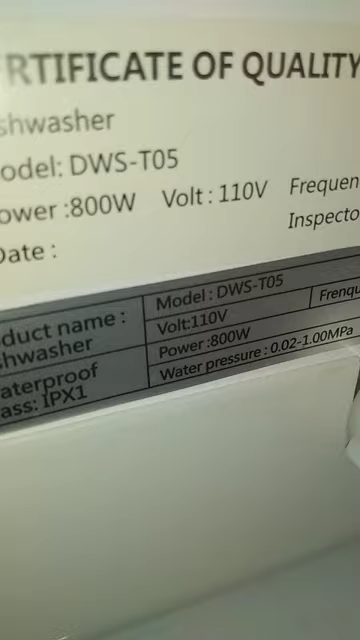 RTIFICATE OF QUALITY
shwasher
odel: DWS-T05
ower :800W Volt : 110V Frequen
Inspecto
Date :
duct name : Model : DWS-T05
shwasher Volt:110V Frenqu
aterproof Power :800W
ass: IPX1 Water pressure : 0.02-1.00MPa